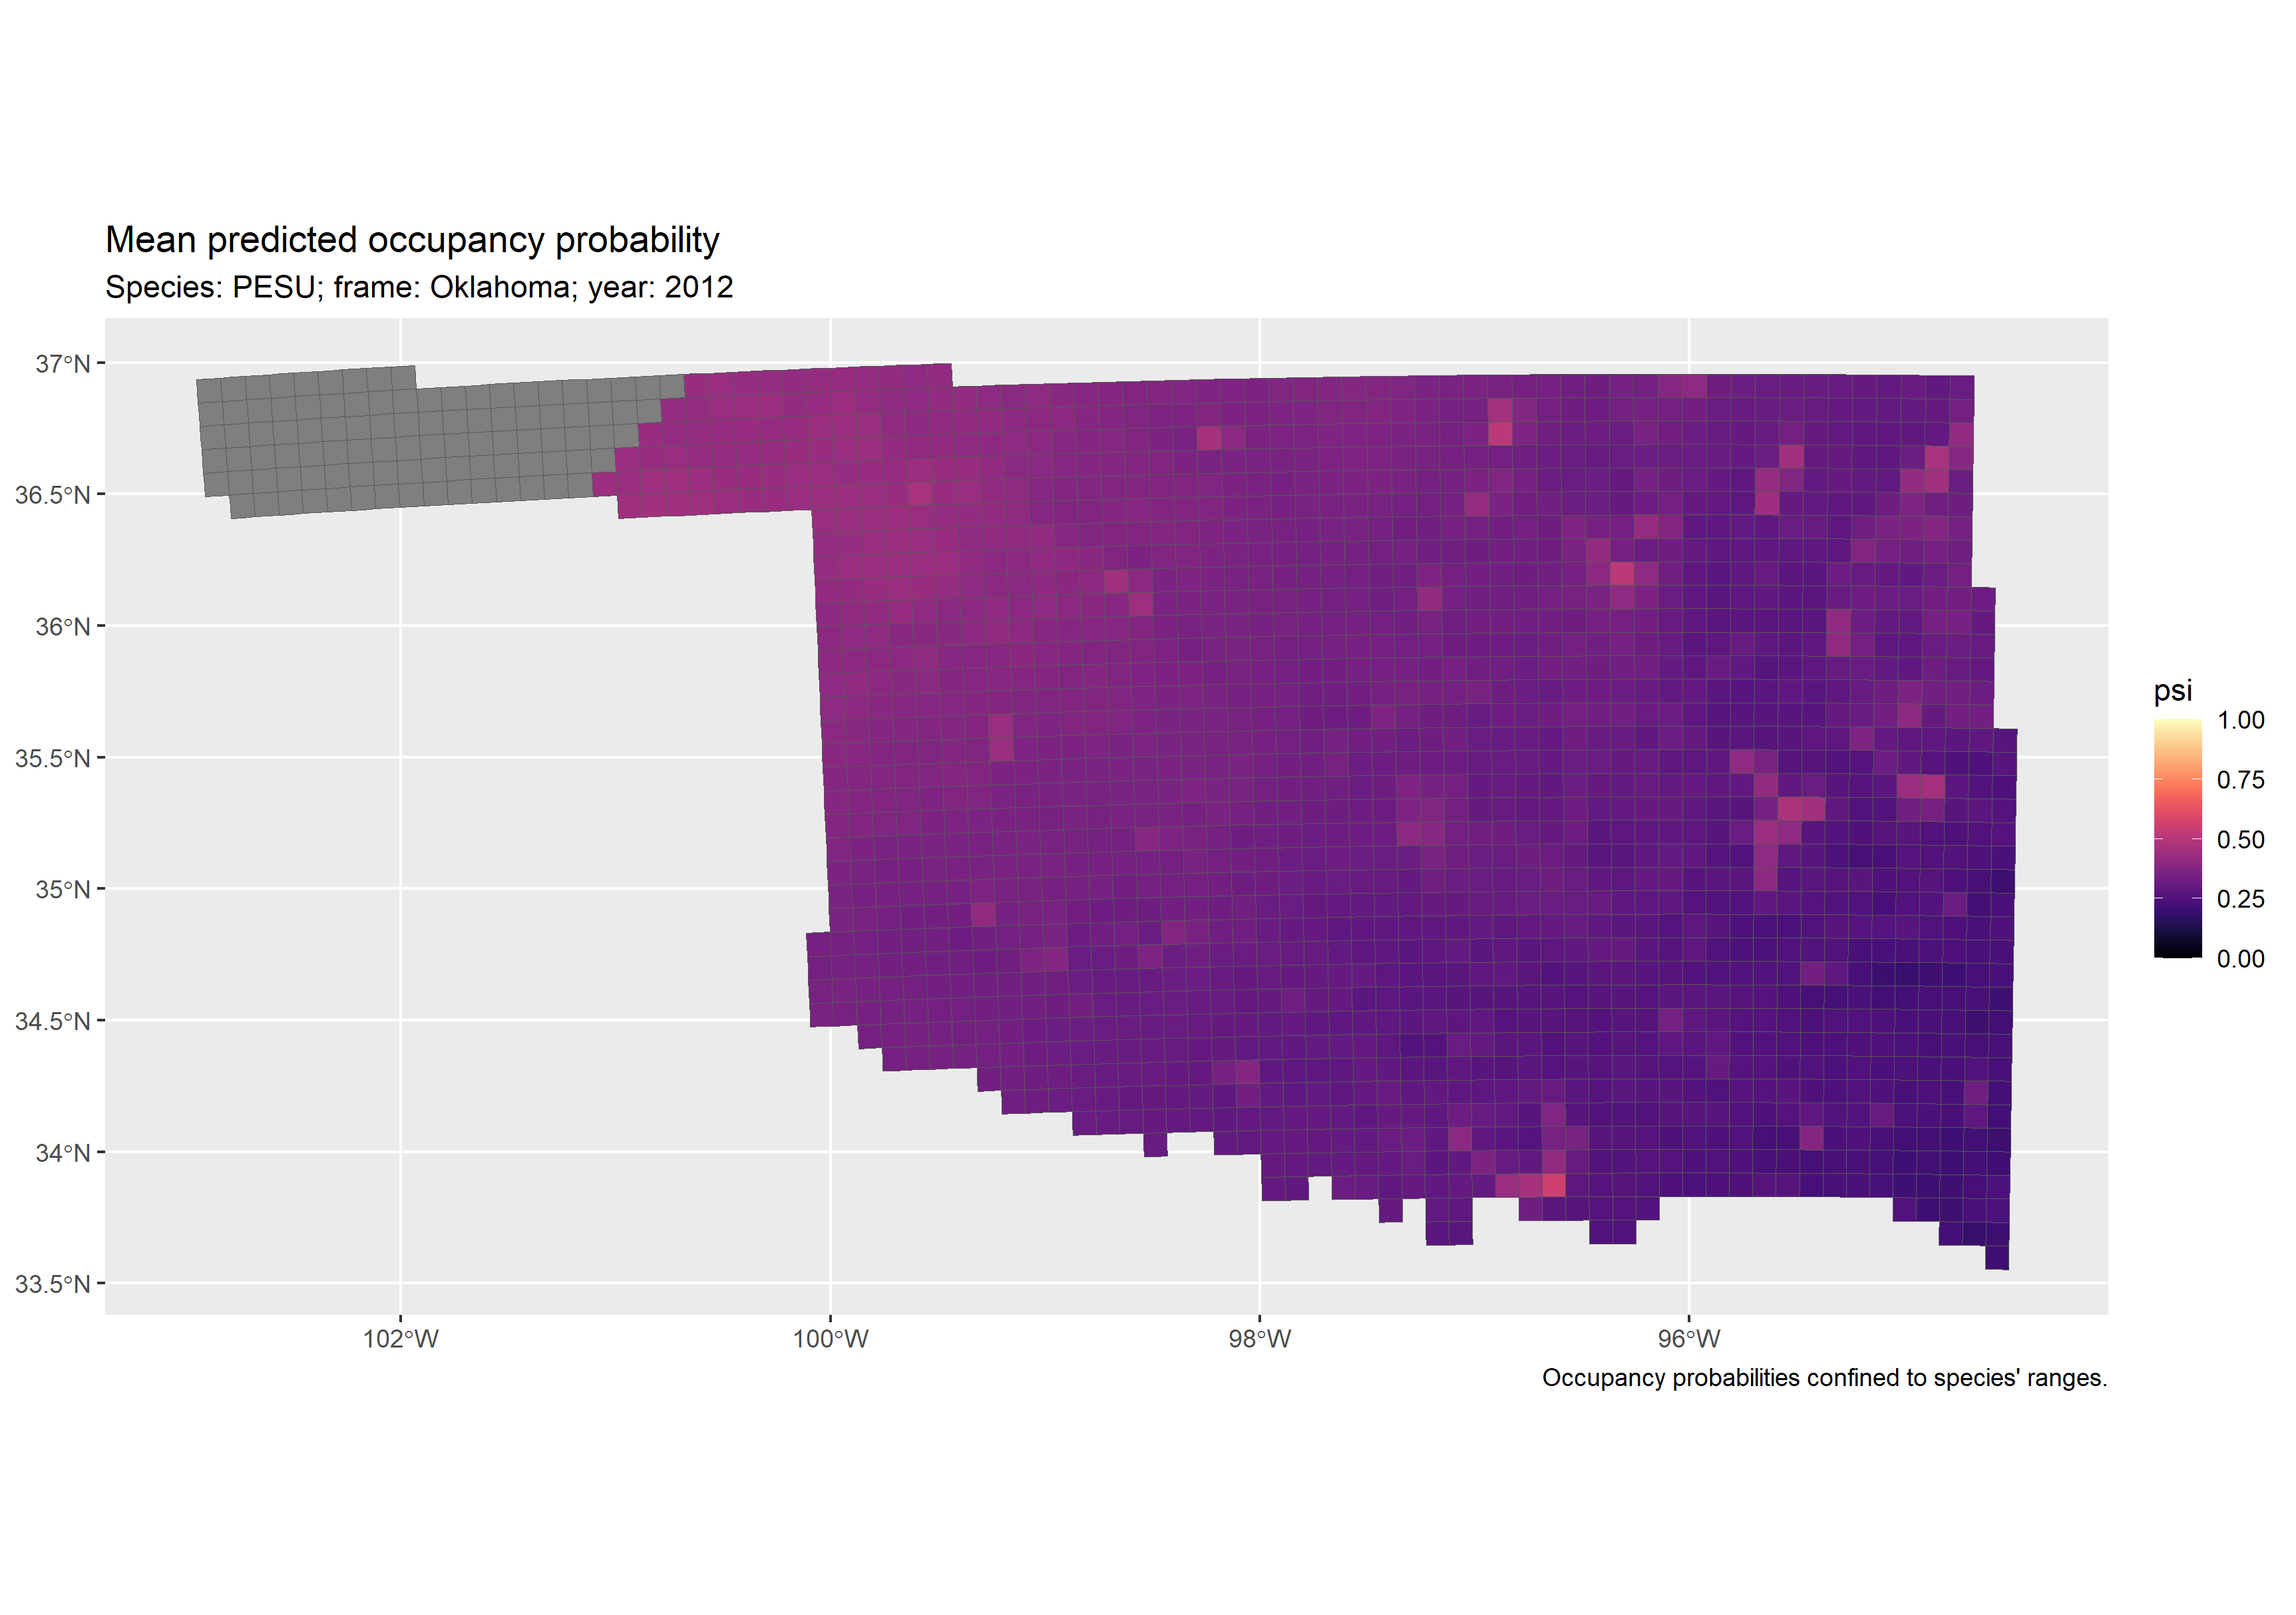 Mean predicted occupancy probability
Species: PESU; frame: Oklahoma; year: 2012
37°N
36.5°N
36°N
35.5°N
35°N
34.5°N
34°N
33.5°N
102°W
100°W
98°W
96°W
psi
1.00
0.75
0.50
0.25
0.00
Occupancy probabilities confined to species' ranges.